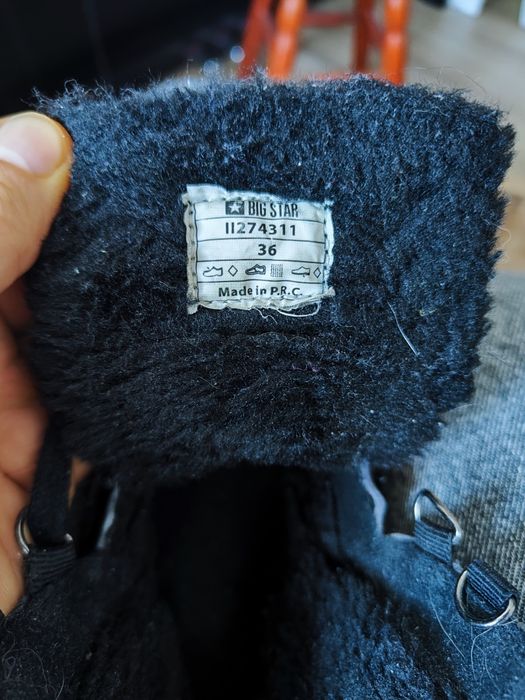 BIG STAR
II274311
36
Made in P.R.C.